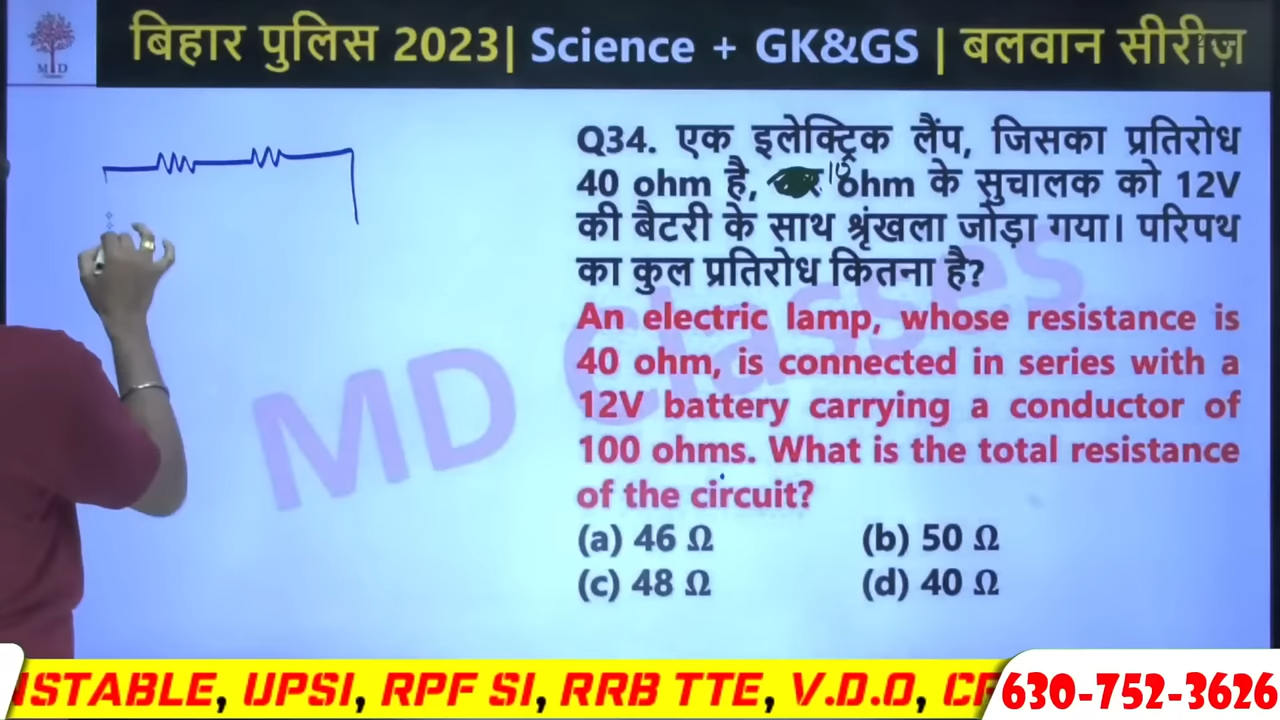 बिहार पुलिस 2023| Science + GK&GS | बलवान सीरीज़
MD
Q34. एक इलेक्ट्रिक लैंप, जिसका प्रतिरोध
40 ohm है, 10 ohm के सुचालक को 12V
की बैटरी के साथ श्रृंखला जोड़ा गया। परिपथ
का कुल प्रतिरोध कितना है?
An electric lamp, whose resistance is
40 ohm, is connected in series with a
12V battery carrying a conductor of
100 ohms. What is the total resistance
of the circuit?
(a) 46 Ω (b) 50 Ω
(c) 48 Ω (d) 40 Ω
MD Classes
NSTABLE, UPSI, RPF SI, RRB TTE, V.D.O,
630-752-3626